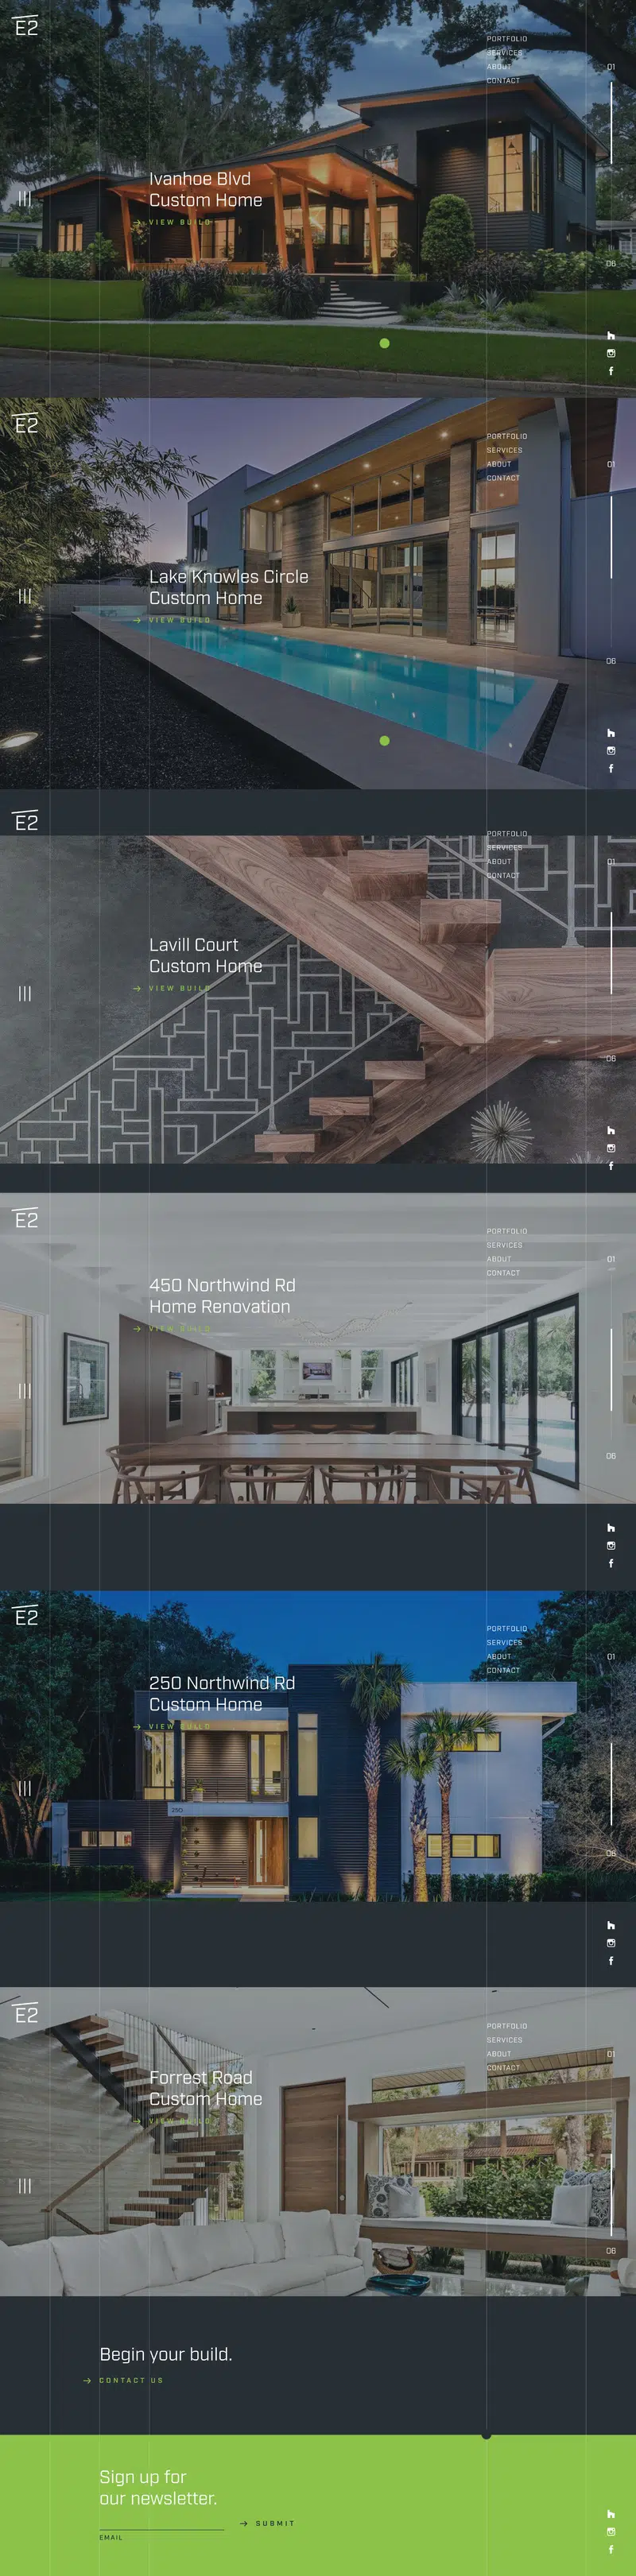 E2
PORTFOLIO
SERVICES
ABOUT
CONTACT
01
Ivanhoe Blvd
Custom Home
VIEW BUILD
06
E2
PORTFOLIO
SERVICES
ABOUT
CONTACT
01
Lake Knowles Circle
Custom Home
VIEW BUILD
06
E2
PORTFOLIO
SERVICES
ABOUT
CONTACT
01
Lavill Court
Custom Home
VIEW BUILD
06
E2
PORTFOLIO
SERVICES
ABOUT
CONTACT
01
450 Northwind Rd
Home Renovation
VIEW BUILD
06
E2
PORTFOLIO
SERVICES
ABOUT
CONTACT
01
250 Northwind Rd
Custom Home
VIEW BUILD
250
06
E2
PORTFOLIO
SERVICES
ABOUT
CONTACT
01
Forrest Road
Custom Home
VIEW BUILD
06
Begin your build.
CONTACT US
Sign up for
our newsletter.
SUBMIT
EMAIL